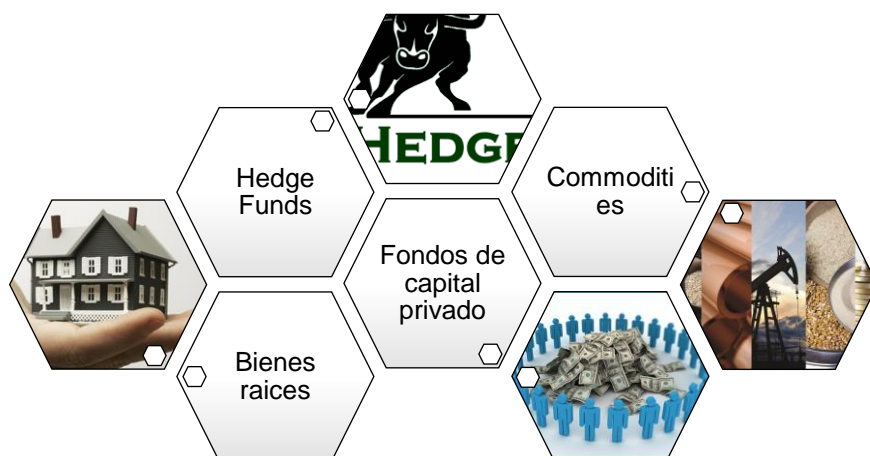 HEDGE
Hedge
Funds
Commoditi
es
Fondos de
capital
privado
Bienes
raices